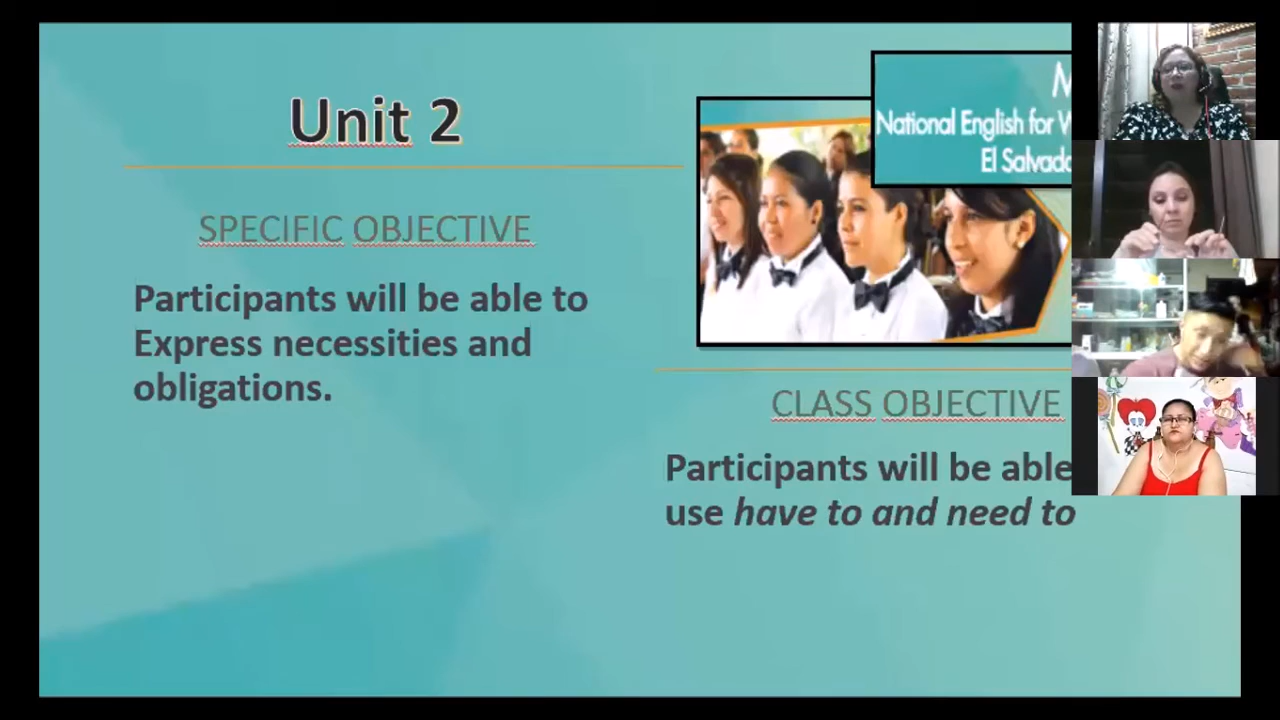 Unit 2
SPECIFIC OBJECTIVE
Participants will be able to
Express necessities and
obligations.
National English for
El Salvado
CLASS OBJECTIVE
Participants will be able
use have to and need to